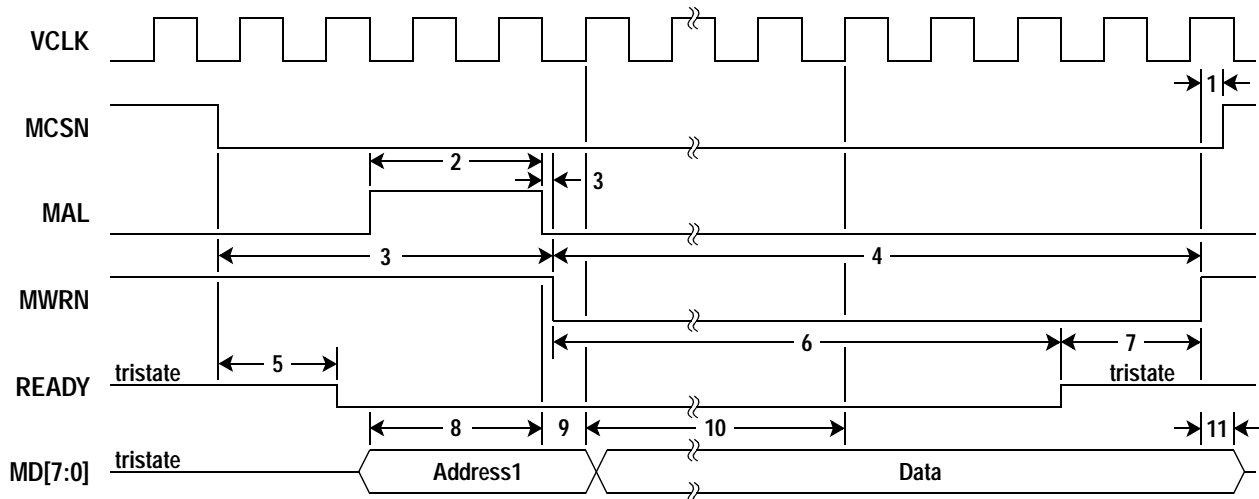 VCLK
1
MCSN
2
3
MAL
3
4
MWRN
6
7
5
READY
tristate
tristate
8
9
10
11
MD[7:0]
tristate
Address1
Data